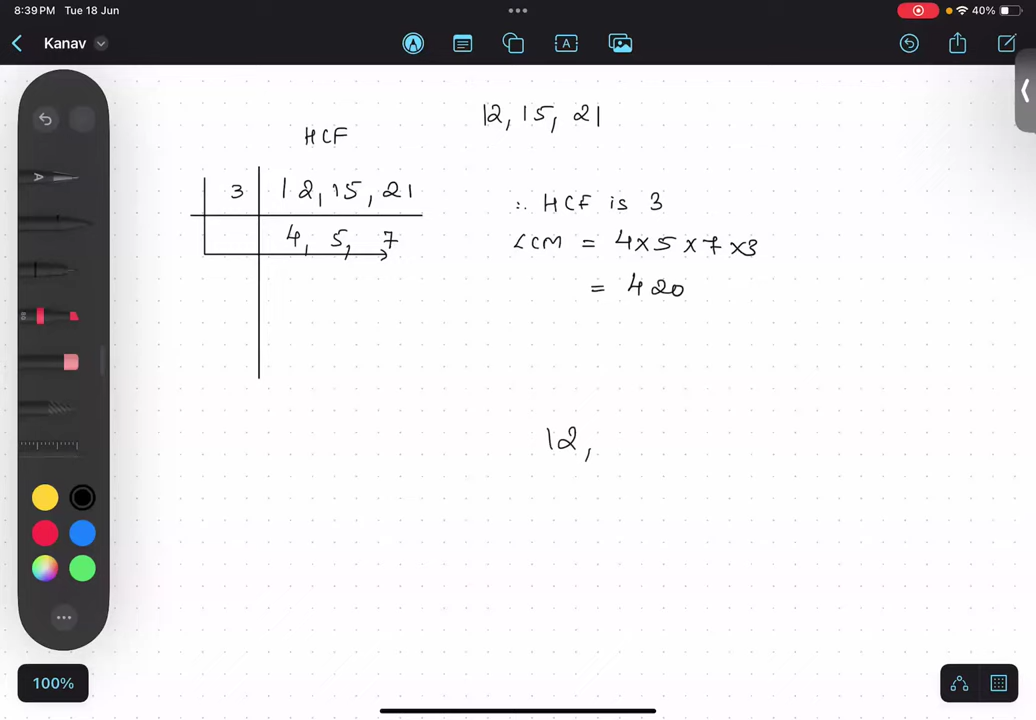 8:39 PM Tue 18 Jun
40%
Kanav
A
12, 15, 21
HCF
3 12, 15, 21
4, 5, 7
∴ HCF is 3
LCM = 4 × 5 × 7 × 3
= 420
12,
100%